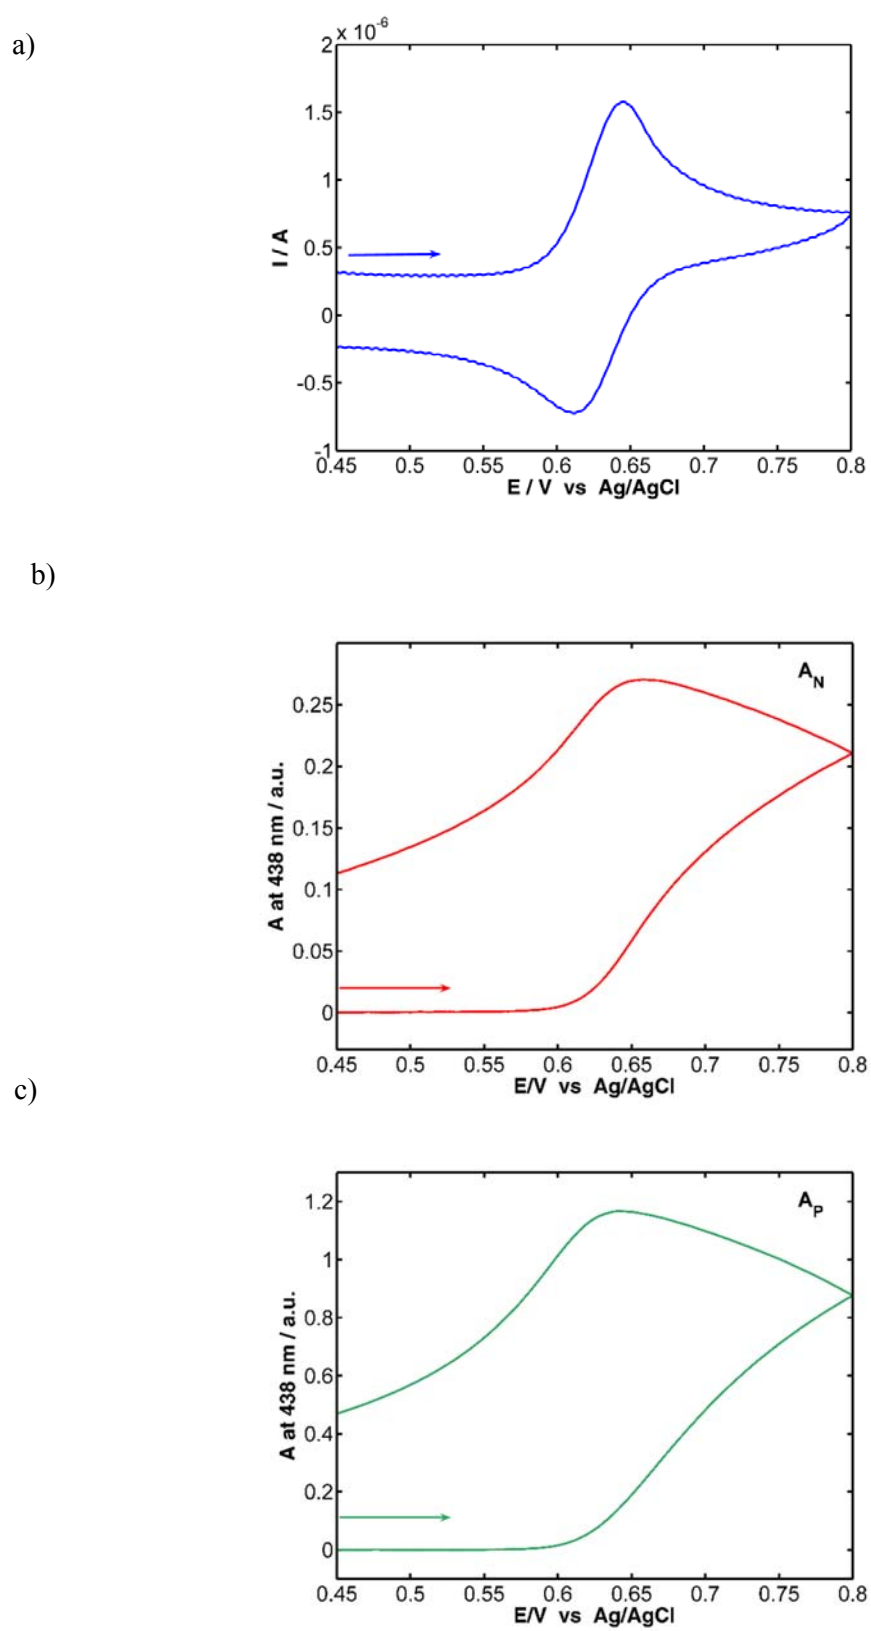 a)
2 x 10-6
1.5
1
0.5
0
-0.5
-1
0.45 0.5 0.55 0.6 0.65 0.7 0.75 0.8
I / A
E / V vs Ag/AgCl
b)
AN
0.25
0.2
0.15
0.1
0.05
0
0.45 0.5 0.55 0.6 0.65 0.7 0.75 0.8
A at 438 nm / a.u.
E/V vs Ag/AgCl
c)
AP
1.2
1
0.8
0.6
0.4
0.2
0
0.45 0.5 0.55 0.6 0.65 0.7 0.75 0.8
A at 438 nm / a.u.
E/V vs Ag/AgCl